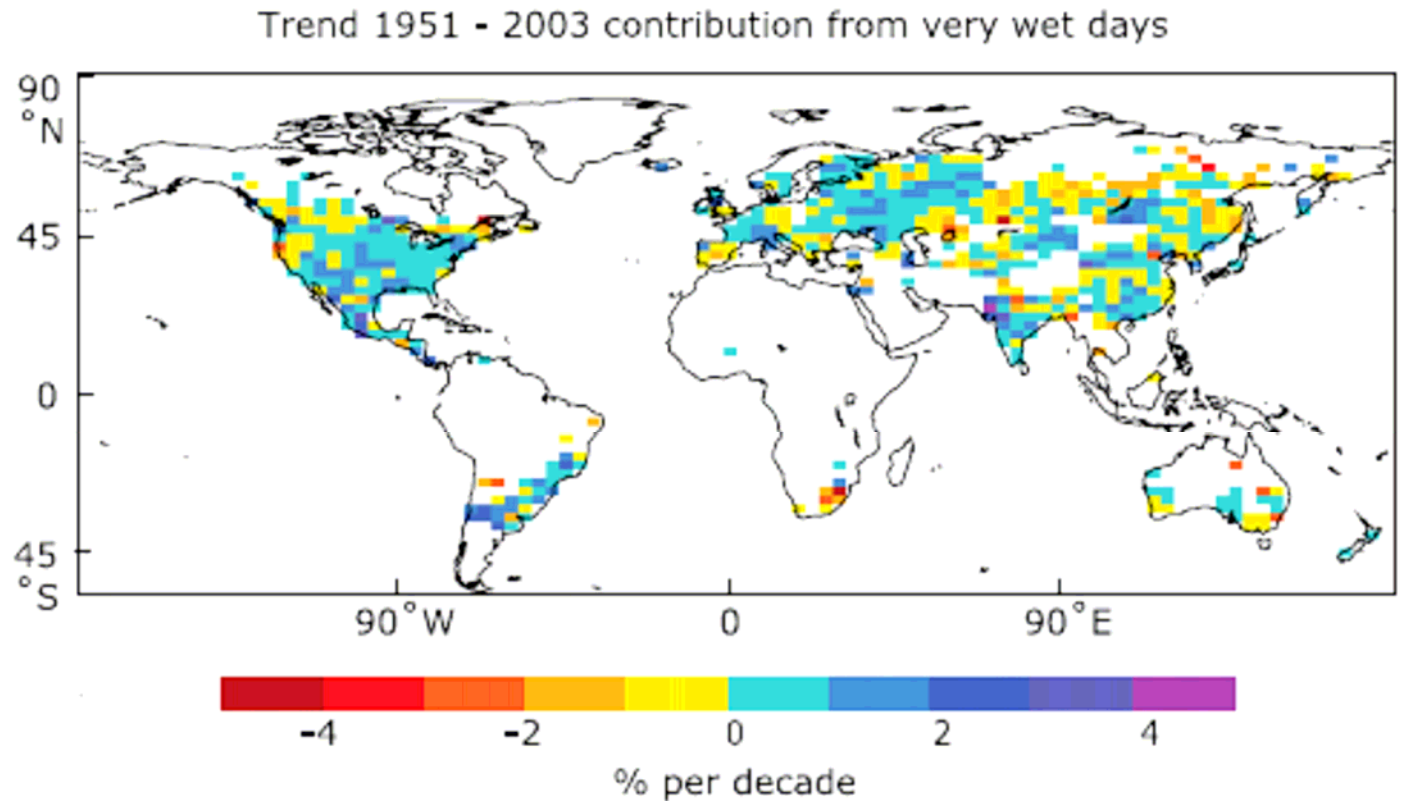 Trend 1951 - 2003 contribution from very wet days
90
°N
45
0
45
°S
90°W 0 90°E
-4 -2 0 2 4
% per decade